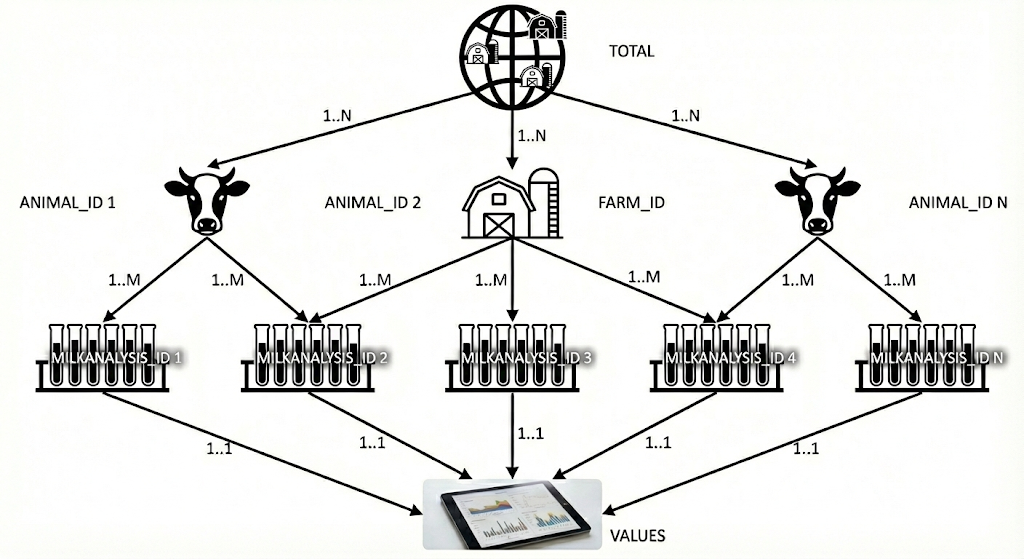 TOTAL
1..N
1..N
1..N
ANIMAL_ID 1
ANIMAL_ID 2
FARM_ID
ANIMAL_ID N
1..M
1..M
1..M
1..M
1..M
1..M
1..M
MILKANALYSIS_ID 1
MILKANALYSIS_ID 2
MILKANALYSIS_ID 3
MILKANALYSIS_ID 4
MILKANALYSIS_ID N
1..1
1..1
1..1
1..1
1..1
VALUES